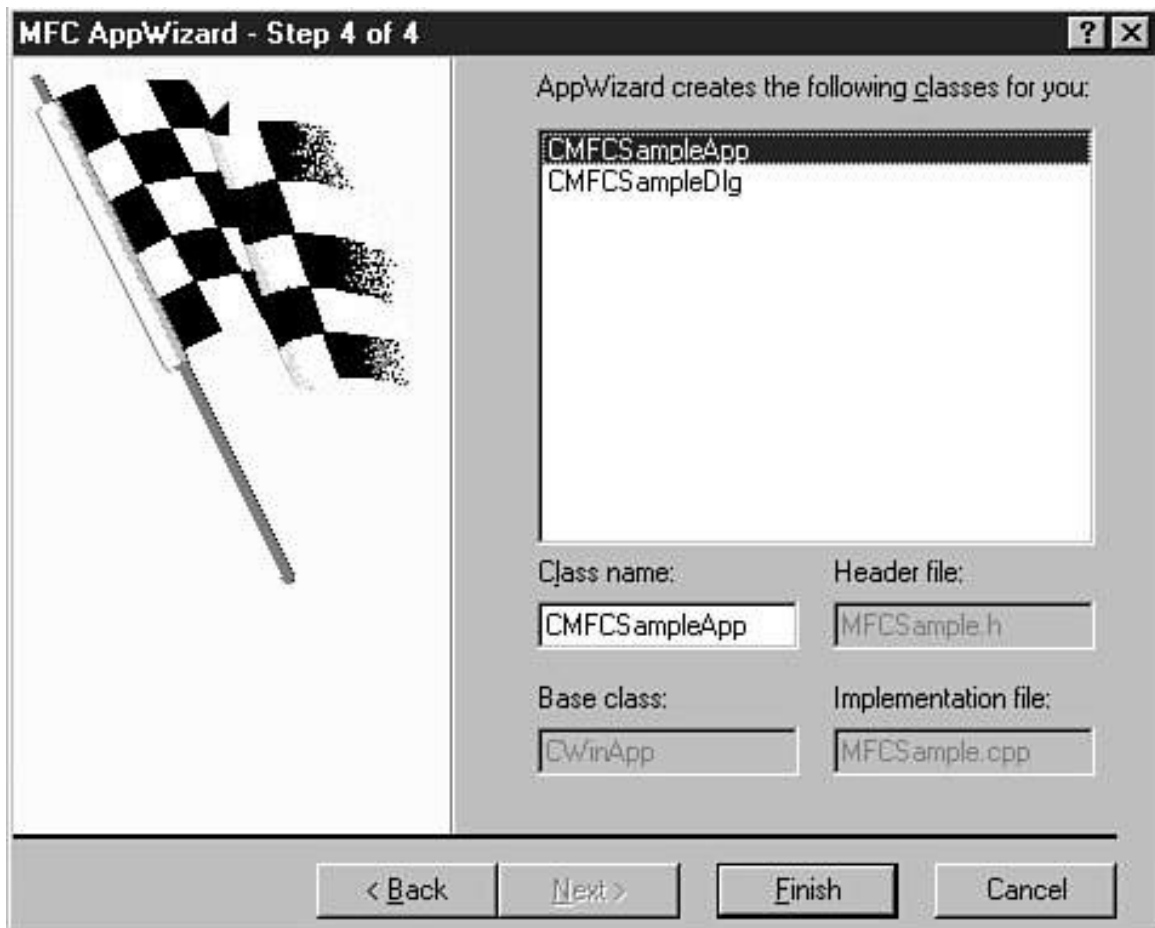 MFC AppWizard - Step 4 of 4
AppWizard creates the following classes for you:
CMFCSampleApp
CMFCSampleDlg
Class name:
Header file:
CMFCSampleApp
MFCSample.h
Base class:
Implementation file:
CWinApp
MFCSample.cpp
< Back
Next >
Finish
Cancel